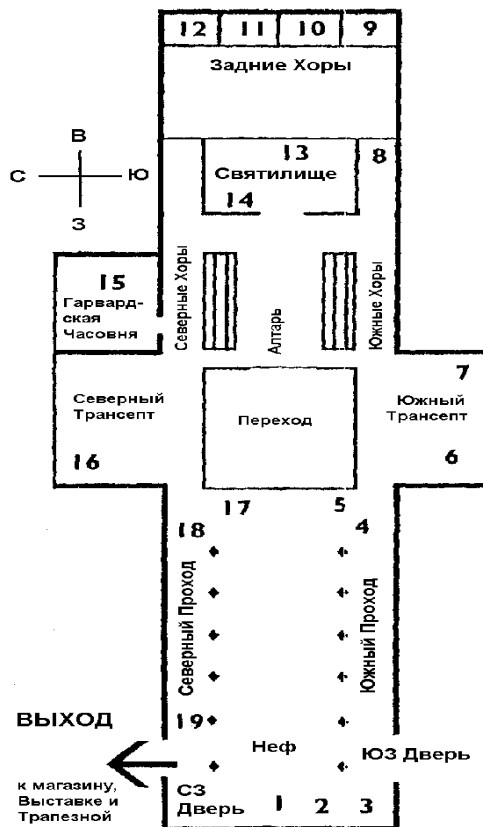 12 11 10 9
Задние Хоры
13 8
Святилище
14
В
С Ю
З
15
Гарвард-
ская
Часовня
Северные Хоры
Алтарь
Южные Хоры
7
Северный
Трансепт
Переход
Южный
Трансепт
16
6
17 5
18 4
Северный Проход
Южный Проход
19
ВЫХОД
Неф
ЮЗ Дверь
к магазину,
Выставке и
Трапезной
СЗ
Дверь
1 2 3